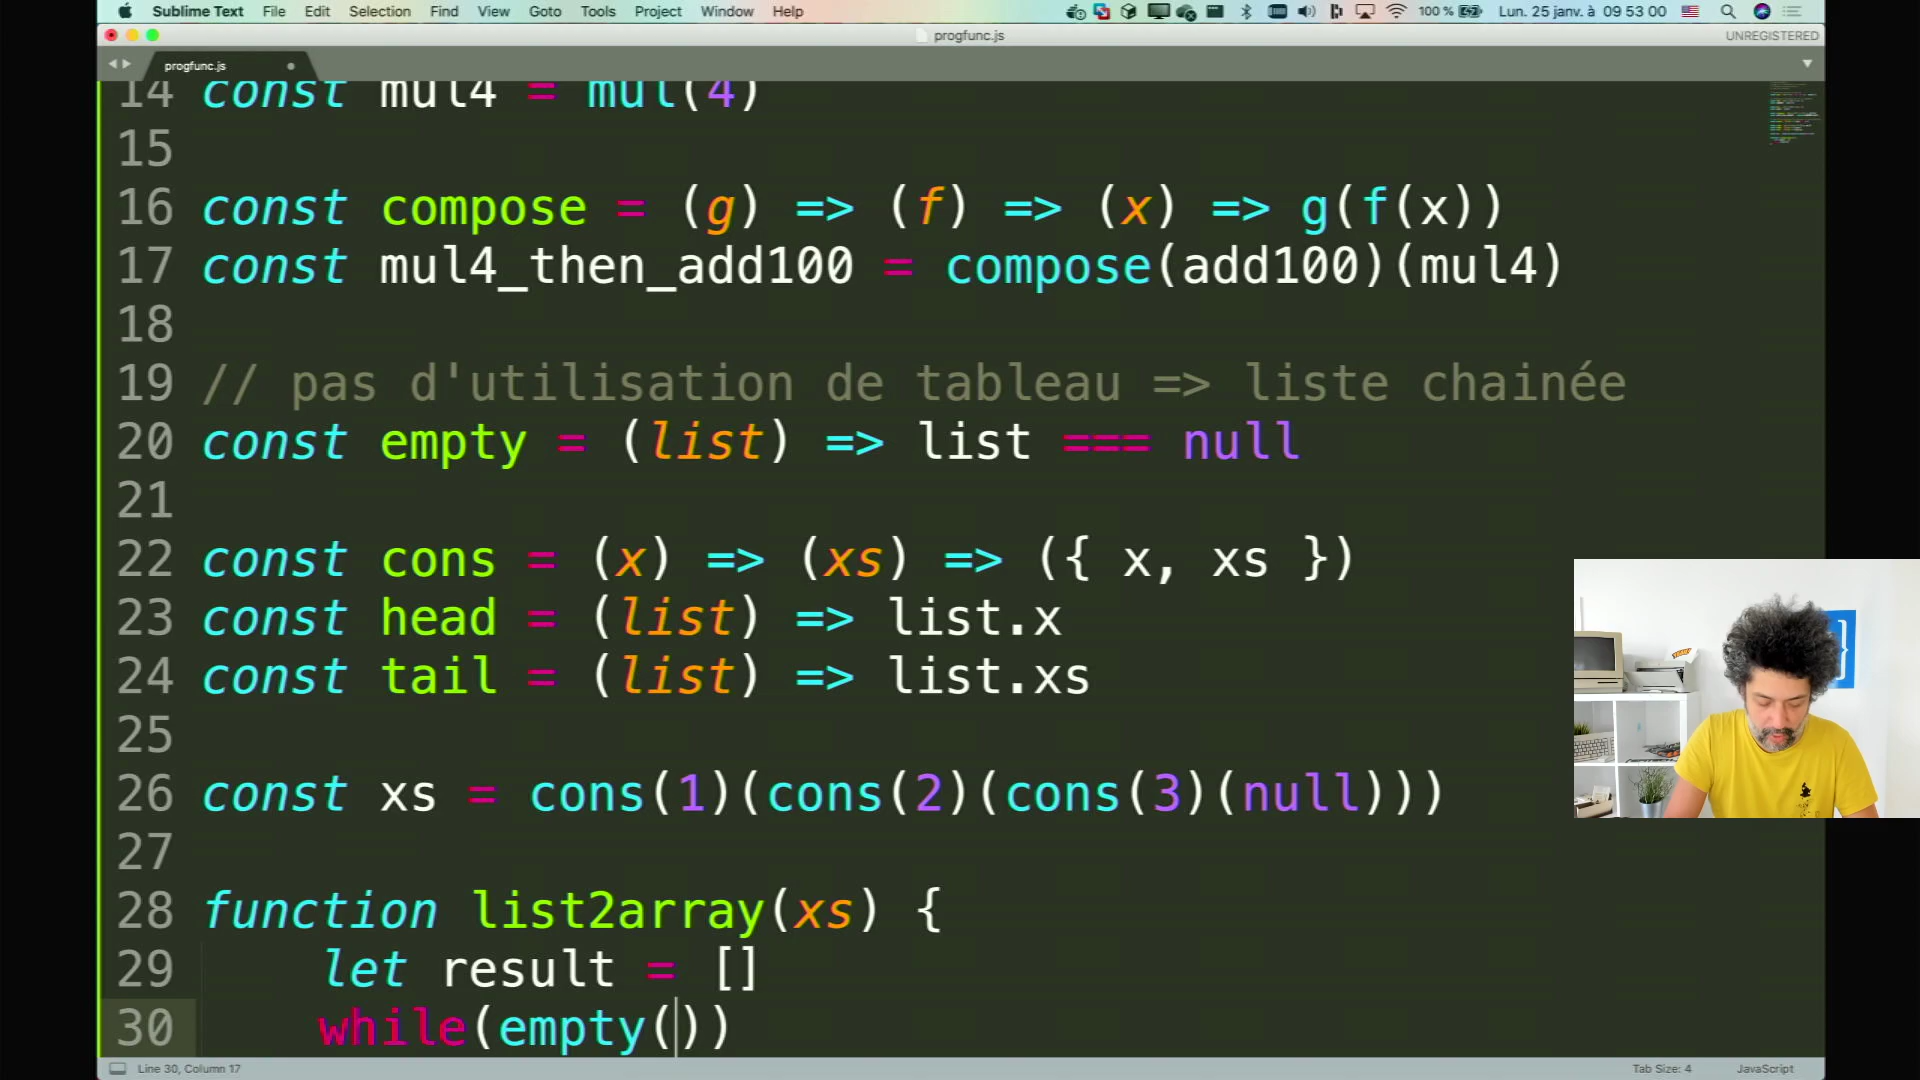 Sublime Text File Edit Selection Find View Goto Tools Project Window Help 100 % Lun. 25 janv. à 09 53 00
progfunc.js UNREGISTERED
progfunc.js
14 const mul4 = mul(4)
15
16 const compose = (g) => (f) => (x) => g(f(x))
17 const mul4_then_add100 = compose(add100)(mul4)
18
19 // pas d'utilisation de tableau => liste chainée
20 const empty = (list) => list === null
21
22 const cons = (x) => (xs) => ({ x, xs })
23 const head = (list) => list.x
24 const tail = (list) => list.xs
25
26 const xs = cons(1)(cons(2)(cons(3)(null)))
27
28 function list2array(xs) {
29 let result = []
30 while(empty())
Line 30, Column 17 Tab Size: 4 JavaScript